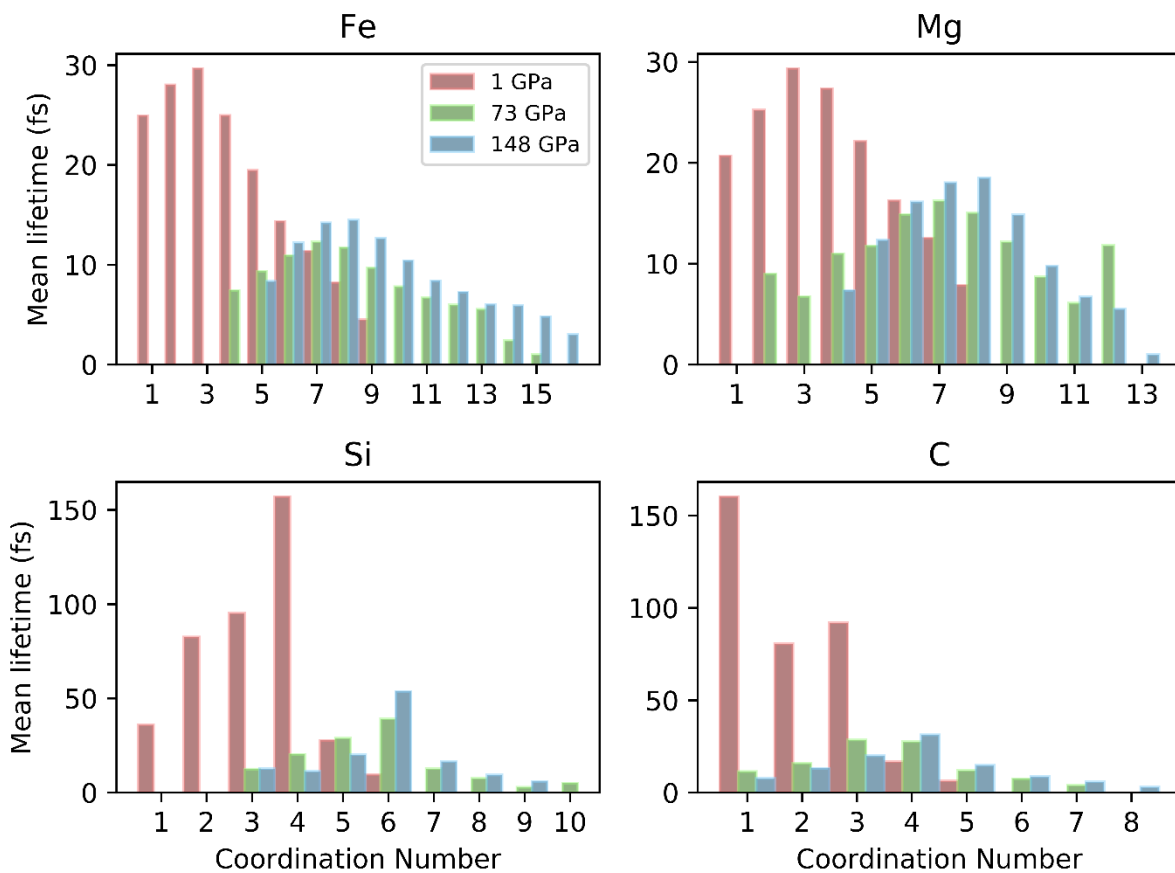 Fe
Mean lifetime (fs)
30
20
10
0
1 3 5 7 9 11 13 15
1 GPa
73 GPa
148 GPa
Mg
30
20
10
0
1 3 5 7 9 11 13
Si
Mean lifetime (fs)
150
100
50
0
1 2 3 4 5 6 7 8 9 10
Coordination Number
C
150
100
50
0
1 2 3 4 5 6 7 8
Coordination Number